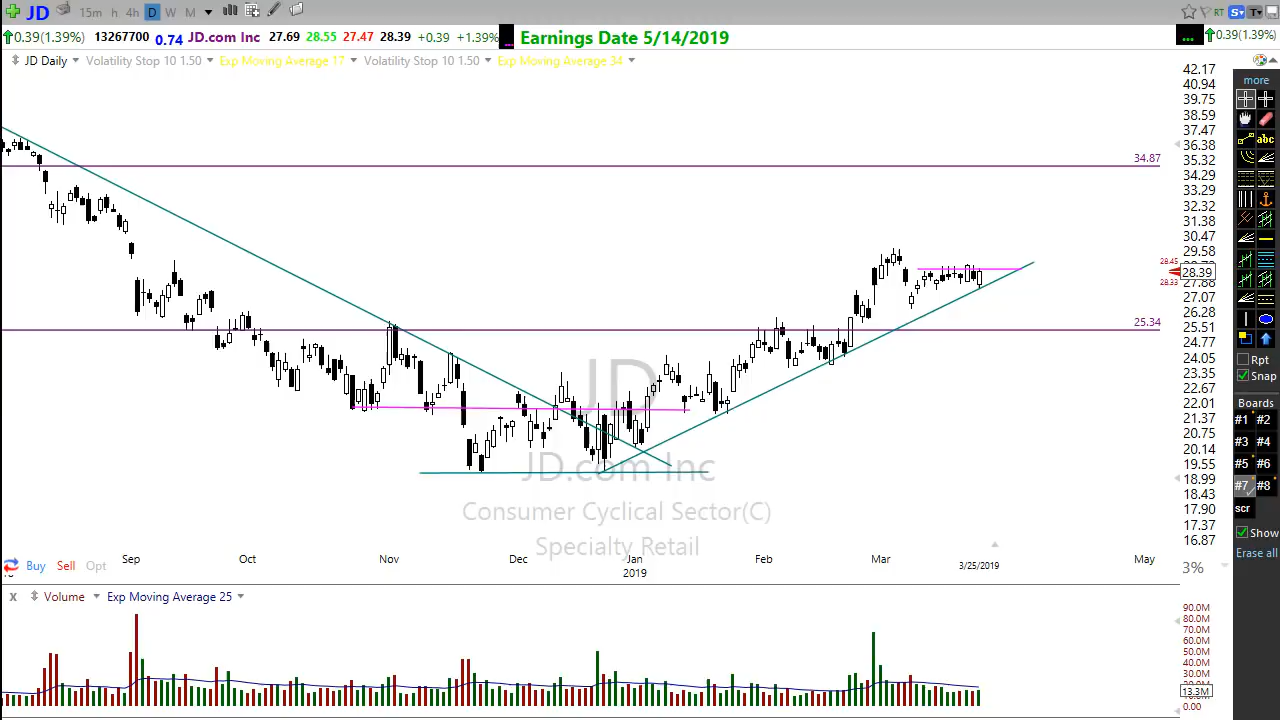 JD 15m h 4h D W M RT S T
0.39(1.39%) 13267700 0.74 JD.com Inc 27.69 28.55 27.47 28.39 +0.39 +1.39% ... Earnings Date 5/14/2019 ... 0.39(1.39%)
JD Daily Volatility Stop 10 1.50 Exp Moving Average 17 Volatility Stop 10 1.50 Exp Moving Average 34
42.17
40.94
39.75
38.59
37.47
36.38
35.32
34.29
33.29
32.32
31.38
30.47
29.58
28.39
27.88
27.07
26.28
25.51
24.77
24.05
23.35
22.67
22.01
21.37
20.75
20.14
19.55
18.99
18.43
17.90
17.37
16.87
34.87
28.45
28.33
25.34
JD
JD.com Inc
Consumer Cyclical Sector(C)
Specialty Retail
more
abc
Rpt
Snap
Boards
#1 #2
#3 #4
#5 #6
#7 #8
scr
Show
Erase all
Sep Oct Nov Dec Jan Feb Mar May
2019 3/25/2019
Buy Sell Opt
3%
x Volume Exp Moving Average 25
90.0M
80.0M
70.0M
60.0M
50.0M
40.0M
30.0M
13.3M
0.00